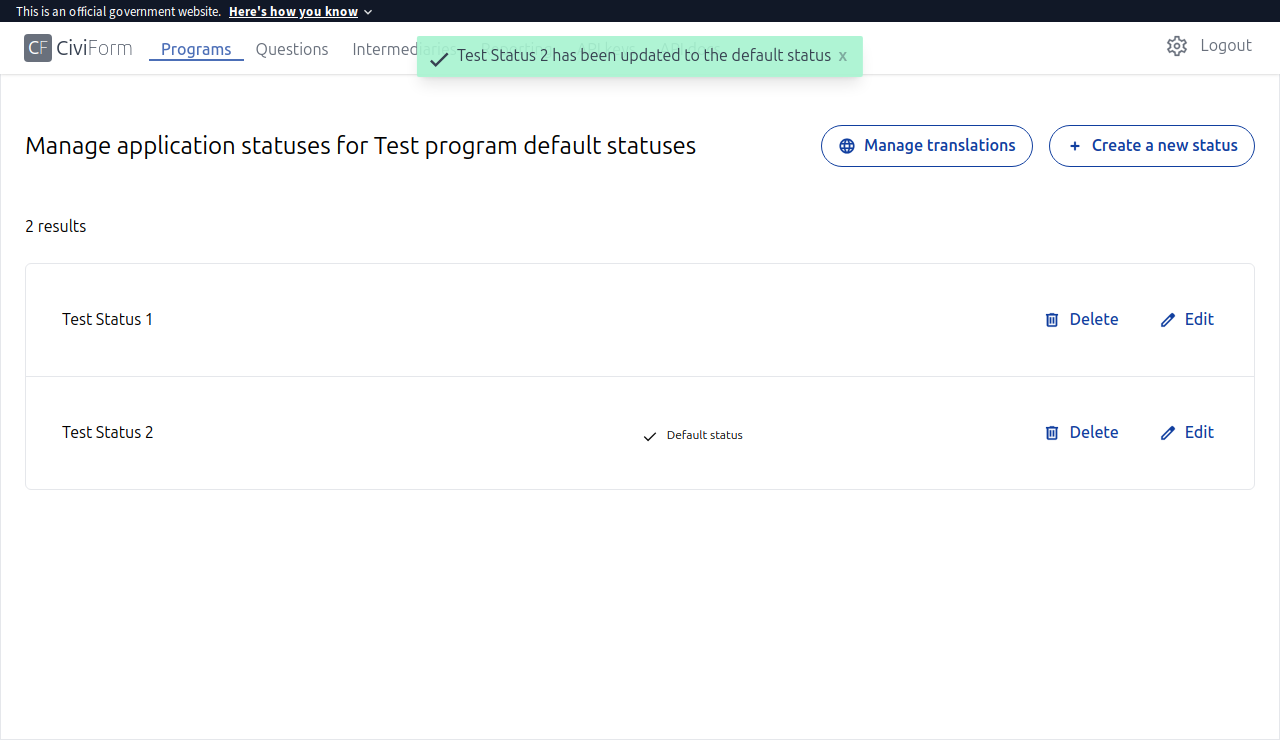 This is an official government website. Here's how you know
CF CiviForm Programs Questions Intermediaries Logout
Test Status 2 has been updated to the default status x
Manage application statuses for Test program default statuses
Manage translations
+ Create a new status
2 results
Test Status 1
Delete Edit
Test Status 2
Default status
Delete Edit